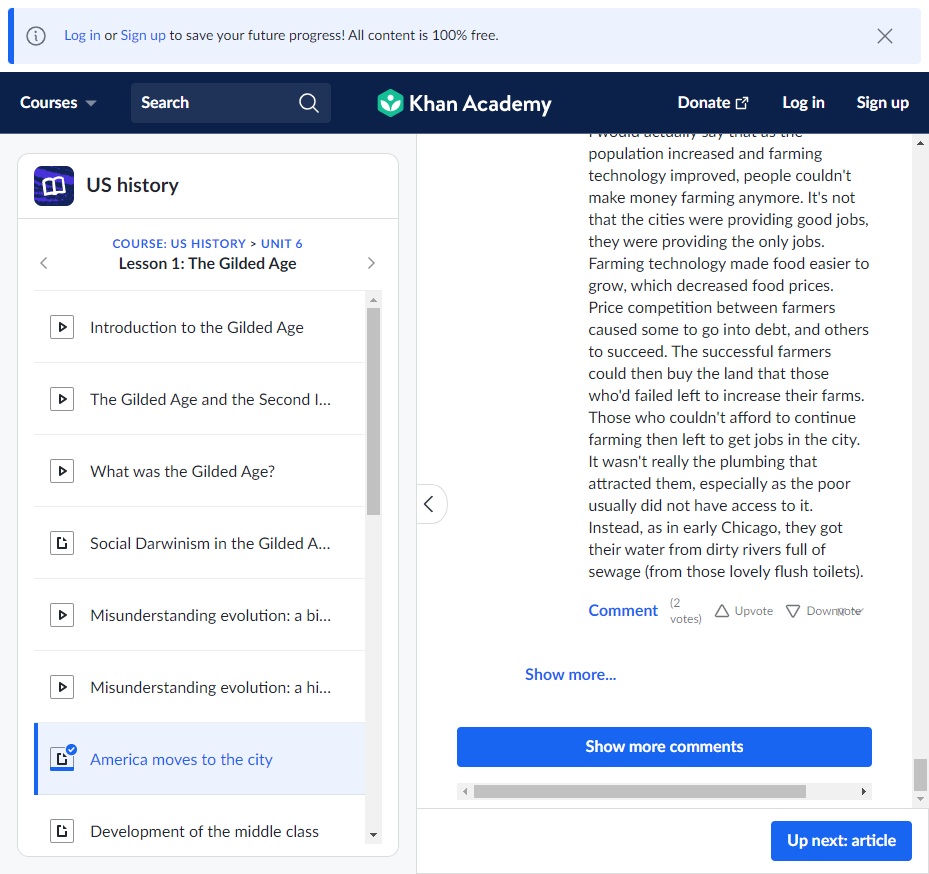 Log in or Sign up to save your future progress! All content is 100% free.
Courses
Search
Khan Academy
Donate
Log in
Sign up
US history
COURSE: US HISTORY > UNIT 6
Lesson 1: The Gilded Age
Introduction to the Gilded Age
The Gilded Age and the Second I...
What was the Gilded Age?
Social Darwinism in the Gilded A...
Misunderstanding evolution: a bi...
Misunderstanding evolution: a hi...
America moves to the city
Development of the middle class
I would actually say that as the
population increased and farming
technology improved, people couldn't
make money farming anymore. It's not
that the cities were providing good jobs,
they were providing the only jobs.
Farming technology made food easier to
grow, which decreased food prices.
Price competition between farmers
caused some to go into debt, and others
to succeed. The successful farmers
could then buy the land that those
who'd failed left to increase their farms.
Those who couldn't afford to continue
farming then left to get jobs in the city.
It wasn't really the plumbing that
attracted them, especially as the poor
usually did not have access to it.
Instead, as in early Chicago, they got
their water from dirty rivers full of
sewage (from those lovely flush toilets).
Comment
(2
votes)
Upvote
Downvote
Show more...
Show more comments
Up next: article